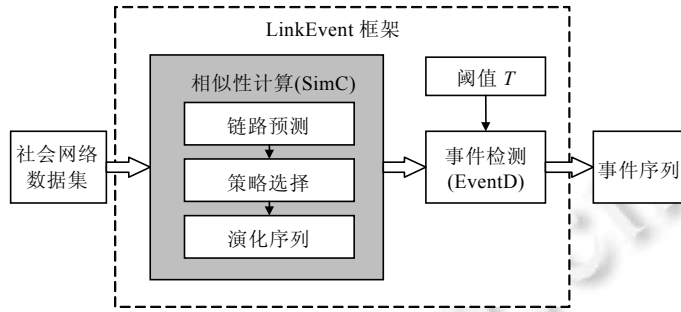 LinkEvent 框架
相似性计算(SimC)
链路预测
策略选择
演化序列
社会网络
数据集
阈值 T
事件检测
(EventD)
事件序列